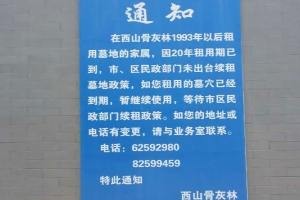 通知
在西山骨灰林1993年以后租
用墓地的家属，因20年租用期已
到，市、区民政部门未出台续租
墓地政策，如您租用的墓穴已经
到期，暂继续使用，等待市区民
政部门续租政策。如您的地址或
电话有变更，请与业务室联系。
电话：62592980
82599459
特此通知
西山骨灰林